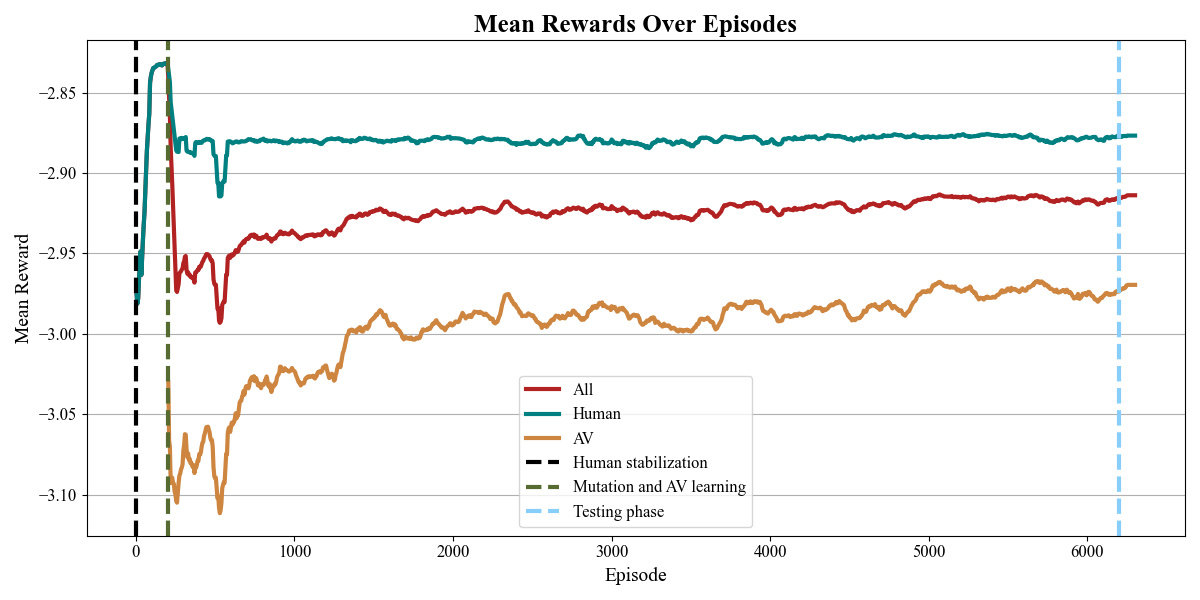 Mean Rewards Over Episodes
Mean Reward
−2.85
−2.90
−2.95
−3.00
−3.05
−3.10
All
Human
AV
Human stabilization
Mutation and AV learning
Testing phase
0 1000 2000 3000 4000 5000 6000
Episode